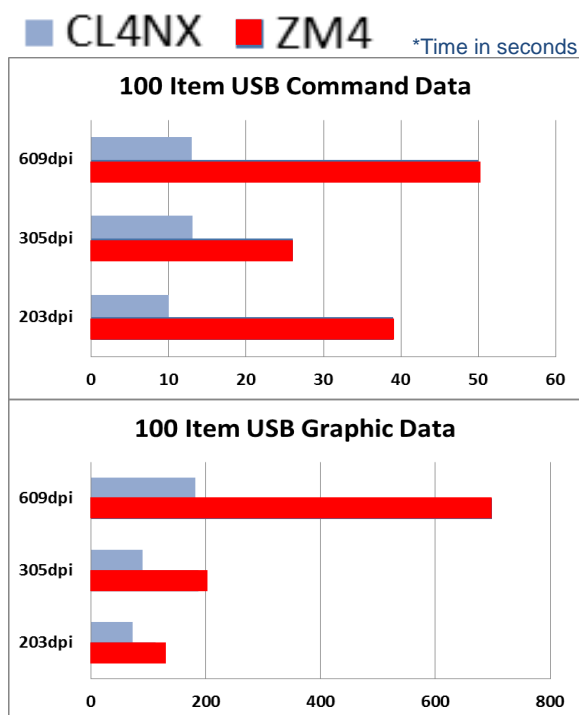 CL4NX ZM4 *Time in seconds
100 Item USB Command Data
609dpi
305dpi
203dpi
0 10 20 30 40 50 60
100 Item USB Graphic Data
609dpi
305dpi
203dpi
0 200 400 600 800